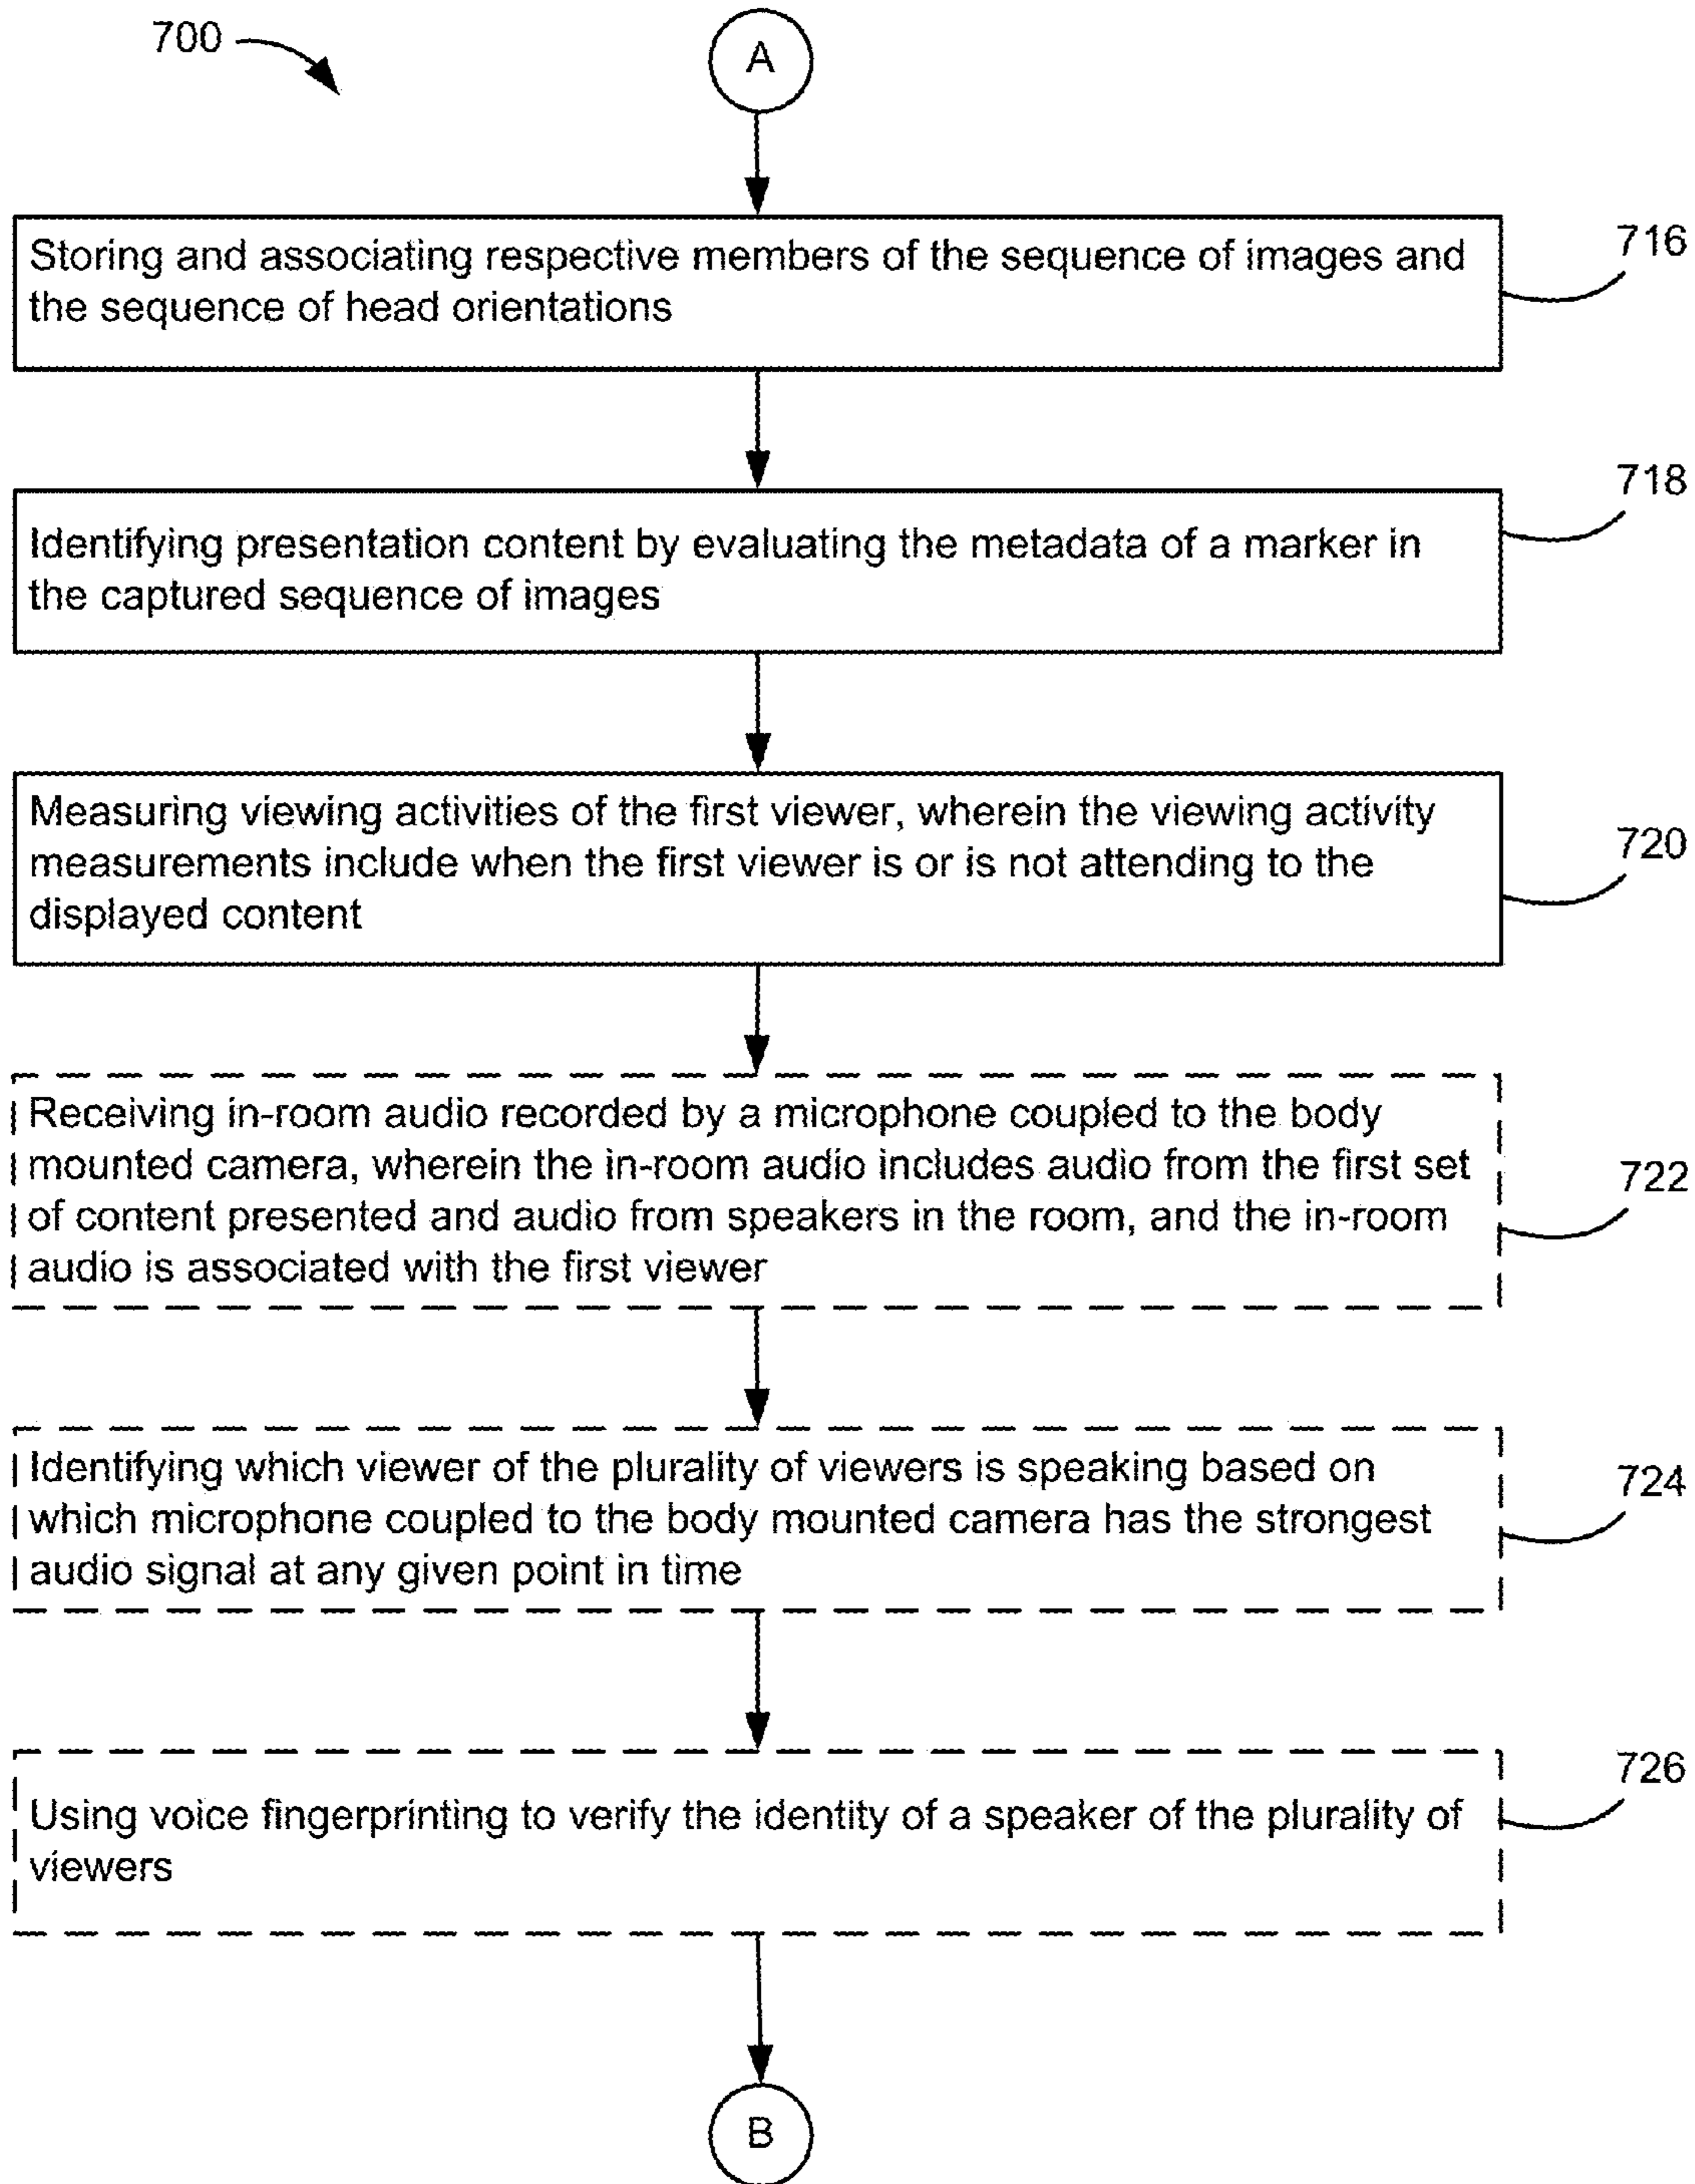 700
A
Storing and associating respective members of the sequence of images and
the sequence of head orientations
716
Identifying presentation content by evaluating the metadata of a marker in
the captured sequence of images
718
Measuring viewing activities of the first viewer, wherein the viewing activity
measurements include when the first viewer is or is not attending to the
displayed content
720
Receiving in-room audio recorded by a microphone coupled to the body
mounted camera, wherein the in-room audio includes audio from the first set
of content presented and audio from speakers in the room, and the in-room
audio is associated with the first viewer
722
Identifying which viewer of the plurality of viewers is speaking based on
which microphone coupled to the body mounted camera has the strongest
audio signal at any given point in time
724
Using voice fingerprinting to verify the identity of a speaker of the plurality of
viewers
726
B